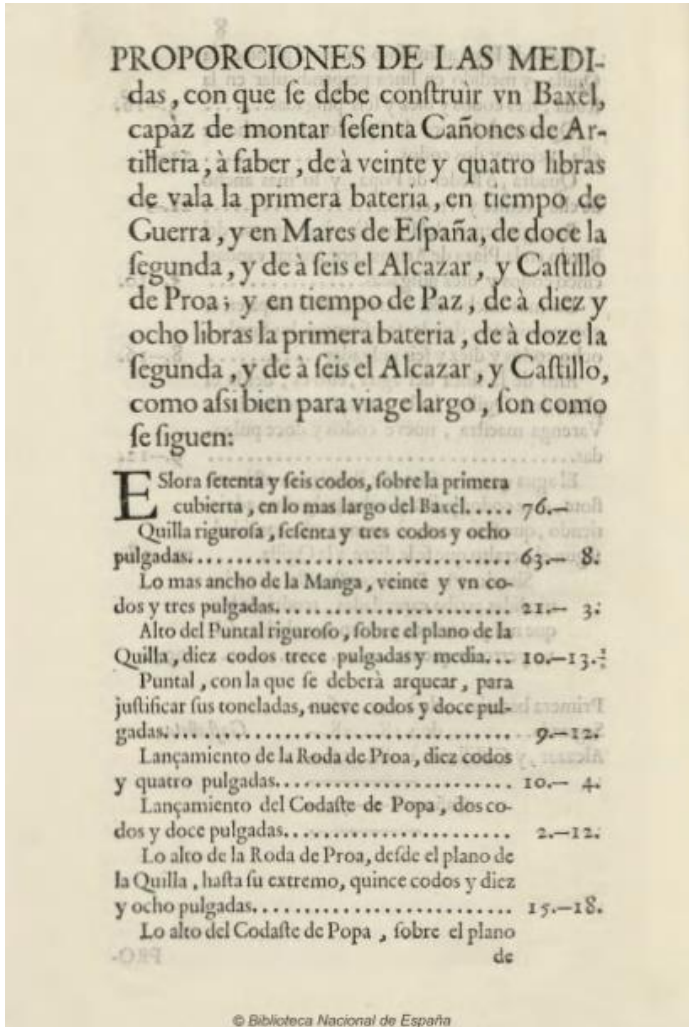 PROPORCIONES DE LAS MEDI-
das, con que ſe debe conſtruìr vn Baxèl,
capàz de montar ſeſenta Cañones de Ar-
tilleria, à ſaber, de à veinte y quatro libras
de vala la primera bateria, en tiempo de
Guerra, y en Mares de Eſpaña, de doce la
ſegunda, y de à ſeis el Alcazar, y Caſtillo
de Proa; y en tiempo de Paz, de à diez y
ocho libras la primera bateria, de à doze la
ſegunda, y de à ſeis el Alcazar, y Caſtillo,
como aſsi bien para viage largo, ſon como
ſe ſiguen:
ESlora ſetenta y ſeis codos, ſobre la primera
cubierta, en lo mas largo del Baxel..... 76.—
Quilla riguroſa, ſeſenta y tres codos y ocho
pulgadas........................ 63.— 8.
Lo mas ancho de la Manga, veinte y vn co-
dos y tres pulgadas................. 21.— 3.
Alto del Puntal riguroſo, ſobre el plano de la
Quilla, diez codos trece pulgadas y media... 10.—13.½
Puntal, con la que ſe deberà arquear, para
juſtificar ſus toneladas, nueve codos y doce pul-
gadas........................... 9.—12.
Lançamiento de la Roda de Proa, diez codos
y quatro pulgadas................. 10.— 4.
Lançamiento del Codaſte de Popa, dos co-
dos y doce pulgadas................. 2.—12.
Lo alto de la Roda de Proa, deſde el plano de
la Quilla, haſta ſu extremo, quince codos y diez
y ocho pulgadas................... 15.—18.
Lo alto del Codaſte de Popa, ſobre el plano
de
© Biblioteca Nacional de España